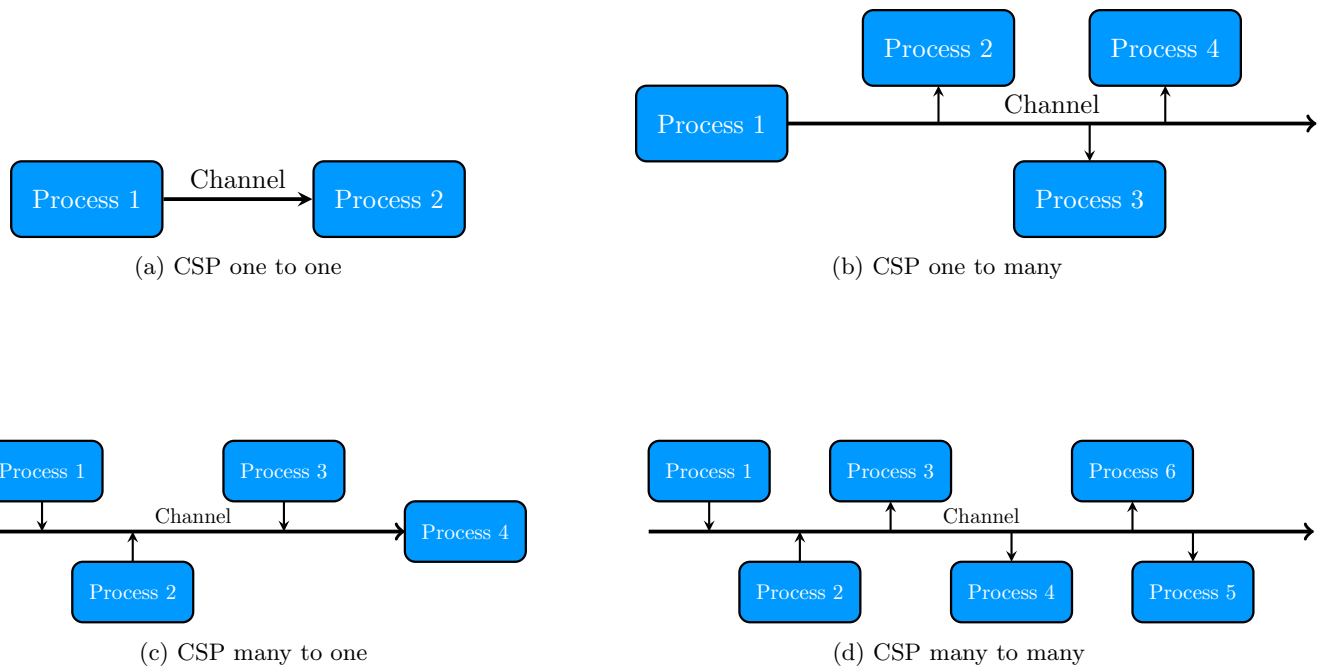 Process 1
Channel
Process 2
(a) CSP one to one
Process 2
Process 4
Process 1
Channel
Process 3
(b) CSP one to many
Process 1
Process 3
Channel
Process 4
Process 2
(c) CSP many to one
Process 1
Process 3
Process 6
Channel
Process 2
Process 4
Process 5
(d) CSP many to many